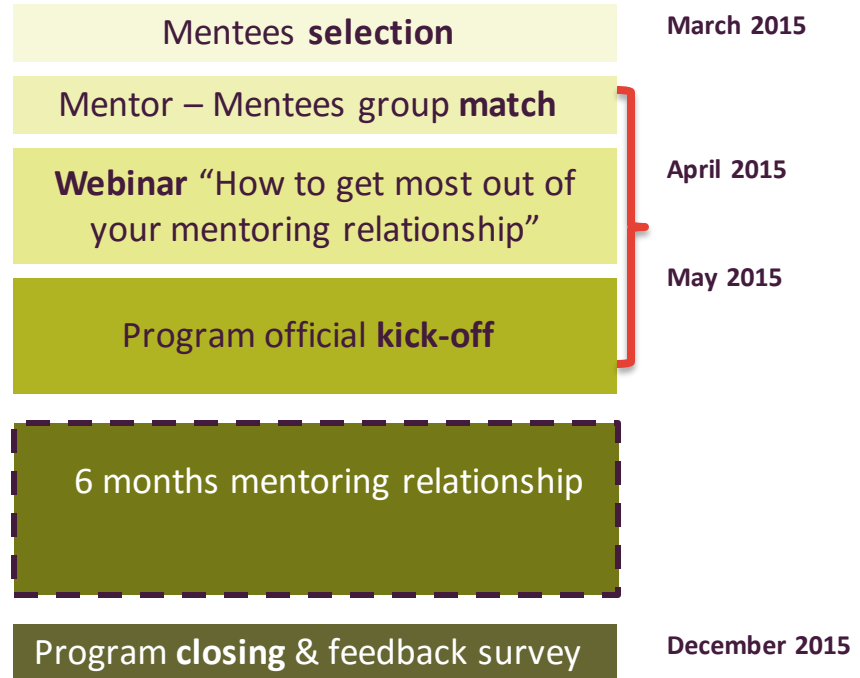 Mentees selection
March 2015
Mentor – Mentees group match
Webinar “How to get most out of
your mentoring relationship”
April 2015
May 2015
Program official kick-off
6 months mentoring relationship
Program closing & feedback survey
December 2015